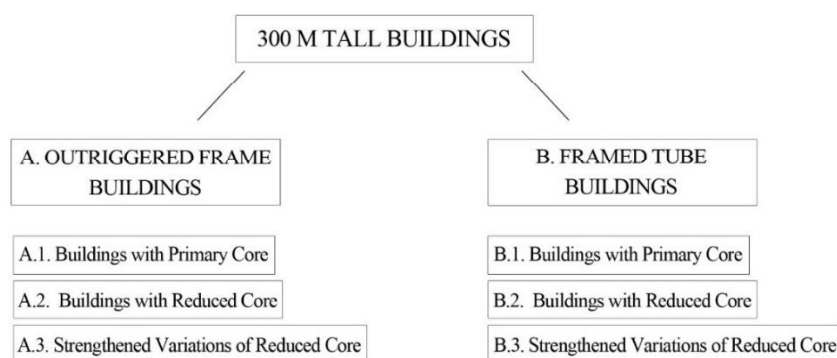 300 M TALL BUILDINGS
A. OUTRIGGERED FRAME
BUILDINGS
A.1. Buildings with Primary Core
A.2. Buildings with Reduced Core
A.3. Strengthened Variations of Reduced Core
B. FRAMED TUBE
BUILDINGS
B.1. Buildings with Primary Core
B.2. Buildings with Reduced Core
B.3. Strengthened Variations of Reduced Core